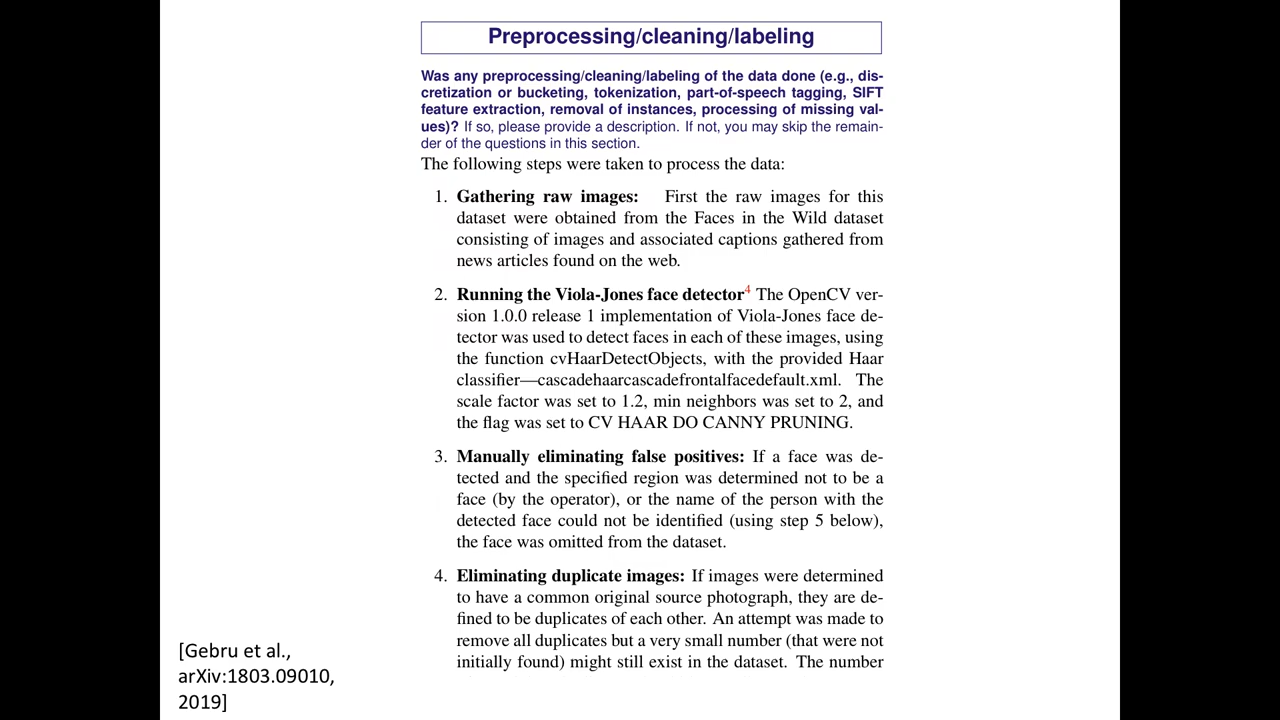 Preprocessing/cleaning/labeling
Was any preprocessing/cleaning/labeling of the data done (e.g., dis-
cretization or bucketing, tokenization, part-of-speech tagging, SIFT
feature extraction, removal of instances, processing of missing val-
ues)? If so, please provide a description. If not, you may skip the remain-
der of the questions in this section.
The following steps were taken to process the data:
1. Gathering raw images: First the raw images for this
dataset were obtained from the Faces in the Wild dataset
consisting of images and associated captions gathered from
news articles found on the web.
2. Running the Viola-Jones face detector4 The OpenCV ver-
sion 1.0.0 release 1 implementation of Viola-Jones face de-
tector was used to detect faces in each of these images, using
the function cvHaarDetectObjects, with the provided Haar
classifier—cascadehaarcascadefrontalfacedefault.xml. The
scale factor was set to 1.2, min neighbors was set to 2, and
the flag was set to CV HAAR DO CANNY PRUNING.
3. Manually eliminating false positives: If a face was de-
tected and the specified region was determined not to be a
face (by the operator), or the name of the person with the
detected face could not be identified (using step 5 below),
the face was omitted from the dataset.
4. Eliminating duplicate images: If images were determined
to have a common original source photograph, they are de-
fined to be duplicates of each other. An attempt was made to
remove all duplicates but a very small number (that were not
initially found) might still exist in the dataset. The number
[Gebru et al.,
arXiv:1803.09010,
2019]